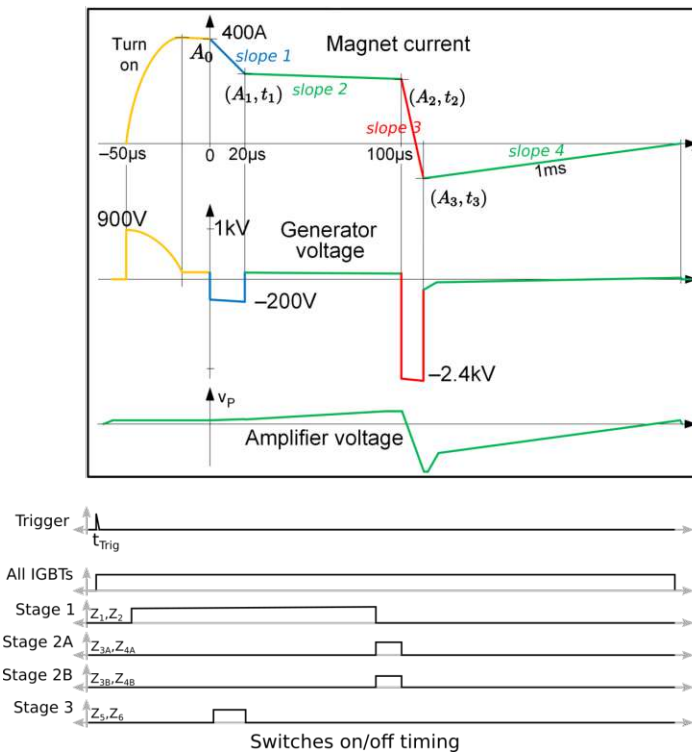 Turn
on
400A
Magnet current
A₀
slope 1
(A₁,t₁)
slope 2
(A₂,t₂)
slope 3
slope 4
–50µs
0
20µs
100µs
1ms
(A₃,t₃)
900V
1kV
Generator
voltage
–200V
–2.4kV
vP
Amplifier voltage
Trigger
tTrig
All IGBTs
Stage 1
Z₁,Z₂
Stage 2A
Z3A,Z4A
Stage 2B
Z3B,Z4B
Stage 3
Z₅,Z₆
Switches on/off timing